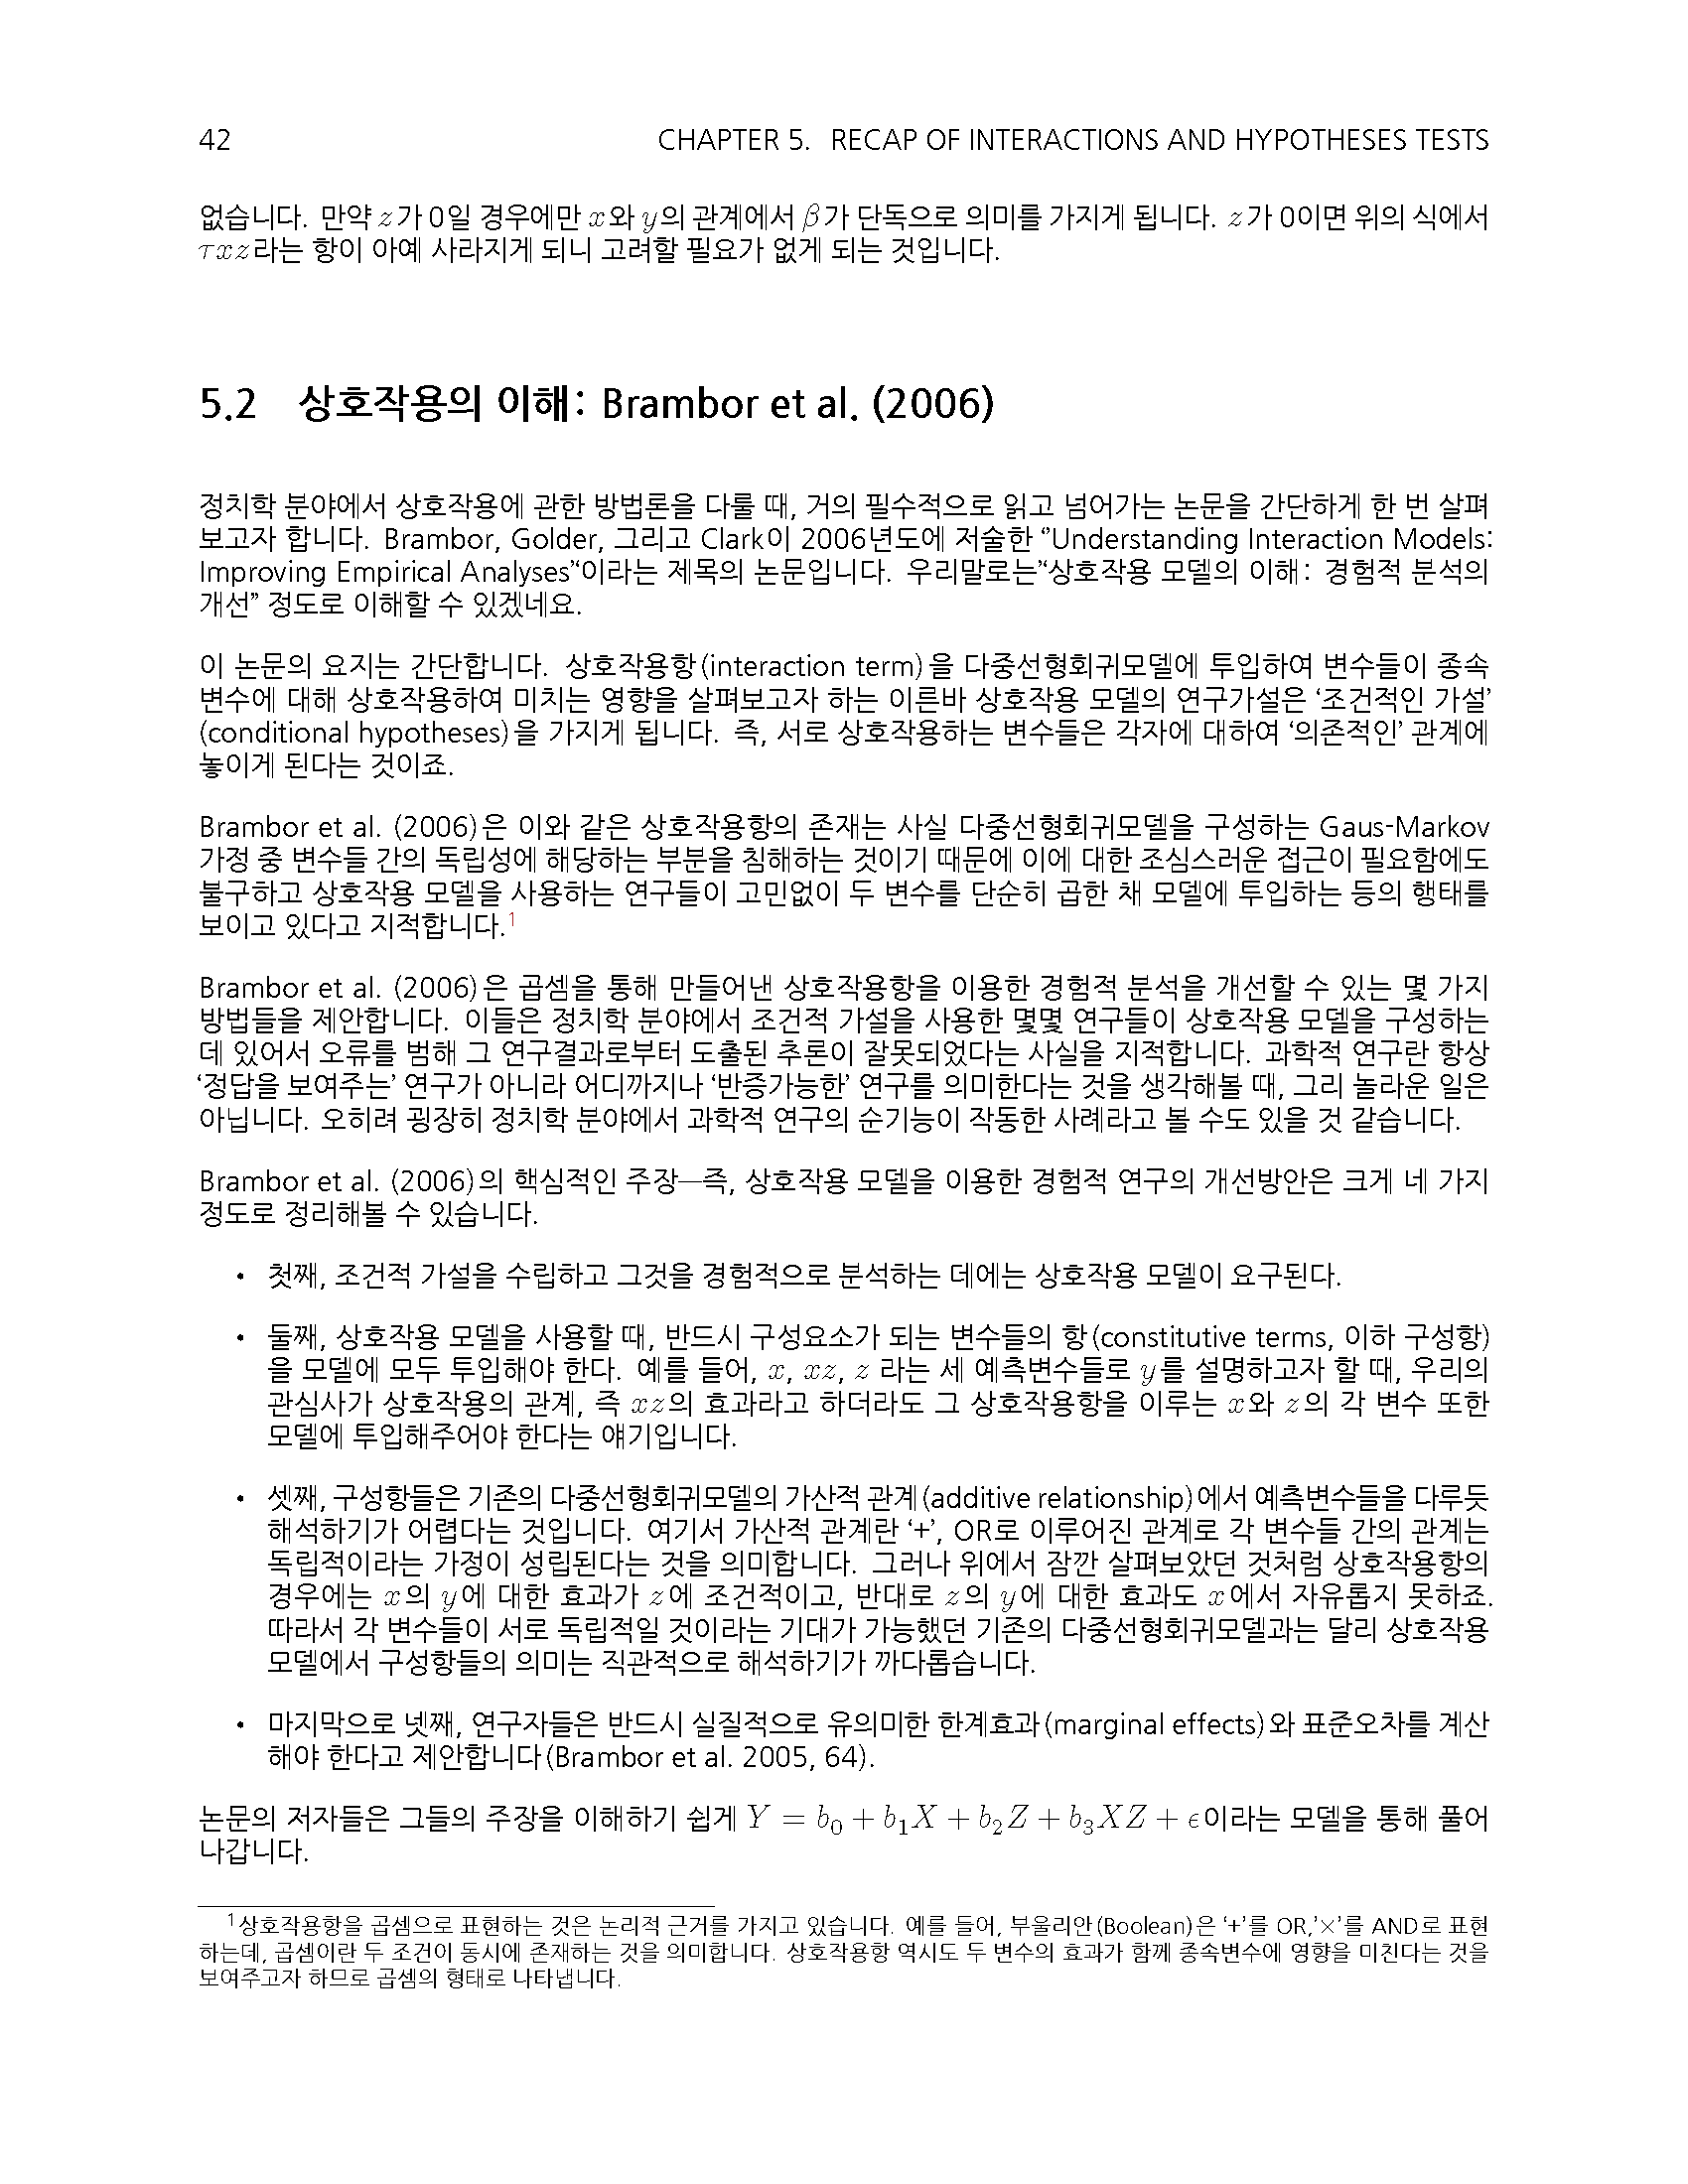 42 CHAPTER 5. RECAP OF INTERACTIONS AND HYPOTHESES TESTS
없습니다. 만약 z가 0일 경우에만 x와 y의 관계에서 β가 단독으로 의미를 가지게 됩니다. z가 0이면 위의 식에서
τxz라는 항이 아예 사라지게 되니 고려할 필요가 없게 되는 것입니다.
5.2 상호작용의 이해: Brambor et al. (2006)
정치학 분야에서 상호작용에 관한 방법론을 다룰 때, 거의 필수적으로 읽고 넘어가는 논문을 간단하게 한 번 살펴
보고자 합니다. Brambor, Golder, 그리고 Clark이 2006년도에 저술한 “Understanding Interaction Models:
Improving Empirical Analyses“이라는 제목의 논문입니다. 우리말로는”“상호작용 모델의 이해: 경험적 분석의
개선” 정도로 이해할 수 있겠네요.
이 논문의 요지는 간단합니다. 상호작용항(interaction term)을 다중선형회귀모델에 투입하여 변수들이 종속
변수에 대해 상호작용하여 미치는 영향을 살펴보고자 하는 이른바 상호작용 모델의 연구가설은 ‘조건적인 가설’
(conditional hypotheses)을 가지게 됩니다. 즉, 서로 상호작용하는 변수들은 각자에 대하여 ‘의존적인’ 관계에
놓이게 된다는 것이죠.
Brambor et al. (2006)은 이와 같은 상호작용항의 존재는 사실 다중선형회귀모델을 구성하는 Gaus-Markov
가정 중 변수들 간의 독립성에 해당하는 부분을 침해하는 것이기 때문에 이에 대한 조심스러운 접근이 필요함에도
불구하고 상호작용 모델을 사용하는 연구들이 고민없이 두 변수를 단순히 곱한 채 모델에 투입하는 등의 행태를
보이고 있다고 지적합니다.1
Brambor et al. (2006)은 곱셈을 통해 만들어낸 상호작용항을 이용한 경험적 분석을 개선할 수 있는 몇 가지
방법들을 제안합니다. 이들은 정치학 분야에서 조건적 가설을 사용한 몇몇 연구들이 상호작용 모델을 구성하는
데 있어서 오류를 범해 그 연구결과로부터 도출된 추론이 잘못되었다는 사실을 지적합니다. 과학적 연구란 항상
‘정답을 보여주는’ 연구가 아니라 어디까지나 ‘반증가능한’ 연구를 의미한다는 것을 생각해볼 때, 그리 놀라운 일은
아닙니다. 오히려 굉장히 정치학 분야에서 과학적 연구의 순기능이 작동한 사례라고 볼 수도 있을 것 같습니다.
Brambor et al. (2006)의 핵심적인 주장—즉, 상호작용 모델을 이용한 경험적 연구의 개선방안은 크게 네 가지
정도로 정리해볼 수 있습니다.
• 첫째, 조건적 가설을 수립하고 그것을 경험적으로 분석하는 데에는 상호작용 모델이 요구된다.
• 둘째, 상호작용 모델을 사용할 때, 반드시 구성요소가 되는 변수들의 항(constitutive terms, 이하 구성항)
을 모델에 모두 투입해야 한다. 예를 들어, x, xz, z 라는 세 예측변수들로 y를 설명하고자 할 때, 우리의
관심사가 상호작용의 관계, 즉 xz의 효과라고 하더라도 그 상호작용항을 이루는 x와 z의 각 변수 또한
모델에 투입해주어야 한다는 얘기입니다.
• 셋째, 구성항들은 기존의 다중선형회귀모델의 가산적 관계(additive relationship)에서 예측변수들을 다루듯
해석하기가 어렵다는 것입니다. 여기서 가산적 관계란 ‘+’, OR로 이루어진 관계로 각 변수들 간의 관계는
독립적이라는 가정이 성립된다는 것을 의미합니다. 그러나 위에서 잠깐 살펴보았던 것처럼 상호작용항의
경우에는 x의 y에 대한 효과가 z에 조건적이고, 반대로 z의 y에 대한 효과도 x에서 자유롭지 못하죠.
따라서 각 변수들이 서로 독립적일 것이라는 기대가 가능했던 기존의 다중선형회귀모델과는 달리 상호작용
모델에서 구성항들의 의미는 직관적으로 해석하기가 까다롭습니다.
• 마지막으로 넷째, 연구자들은 반드시 실질적으로 유의미한 한계효과(marginal effects)와 표준오차를 계산
해야 한다고 제안합니다(Brambor et al. 2005, 64).
논문의 저자들은 그들의 주장을 이해하기 쉽게 Y = b₀ + b₁X + b₂Z + b₃XZ + ϵ이라는 모델을 통해 풀어
나갑니다.
1상호작용항을 곱셈으로 표현하는 것은 논리적 근거를 가지고 있습니다. 예를 들어, 부울리안(Boolean)은 ‘+’를 OR,’×’를 AND로 표현
하는데, 곱셈이란 두 조건이 동시에 존재하는 것을 의미합니다. 상호작용항 역시도 두 변수의 효과가 함께 종속변수에 영향을 미친다는 것을
보여주고자 하므로 곱셈의 형태로 나타냅니다.